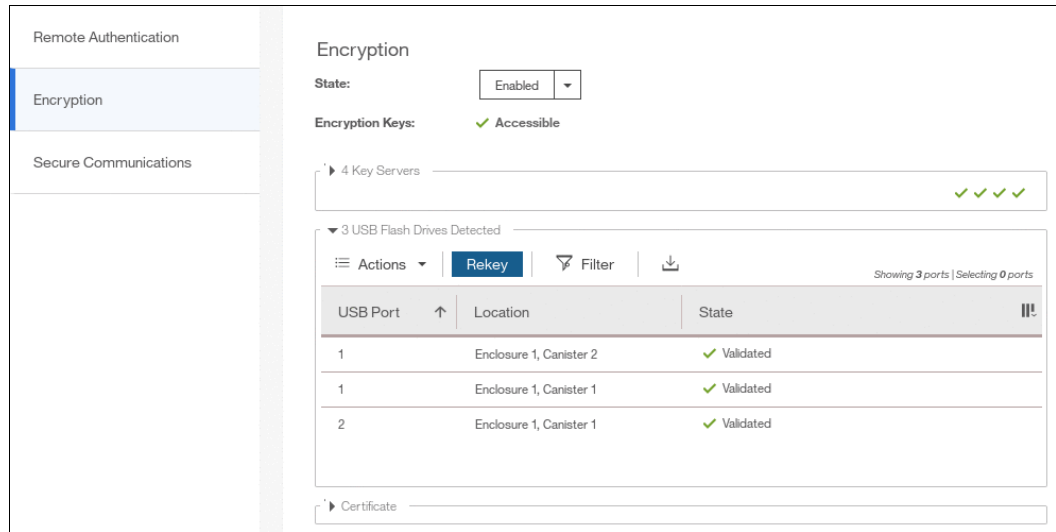 Remote Authentication
Encryption
Secure Communications
Encryption
State: Enabled
Encryption Keys: Accessible
4 Key Servers
3 USB Flash Drives Detected
Actions Rekey Filter
Showing 3 ports | Selecting 0 ports
USB Port Location State
1 Enclosure 1, Canister 2 Validated
1 Enclosure 1, Canister 1 Validated
2 Enclosure 1, Canister 1 Validated
Certificate